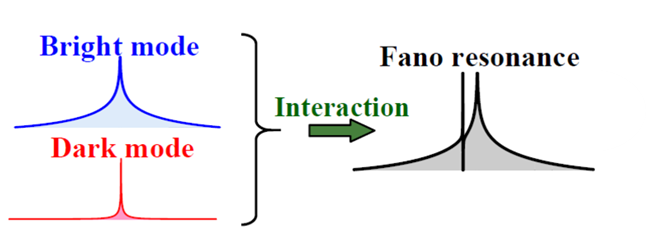 Bright mode
Dark mode
Interaction
Fano resonance